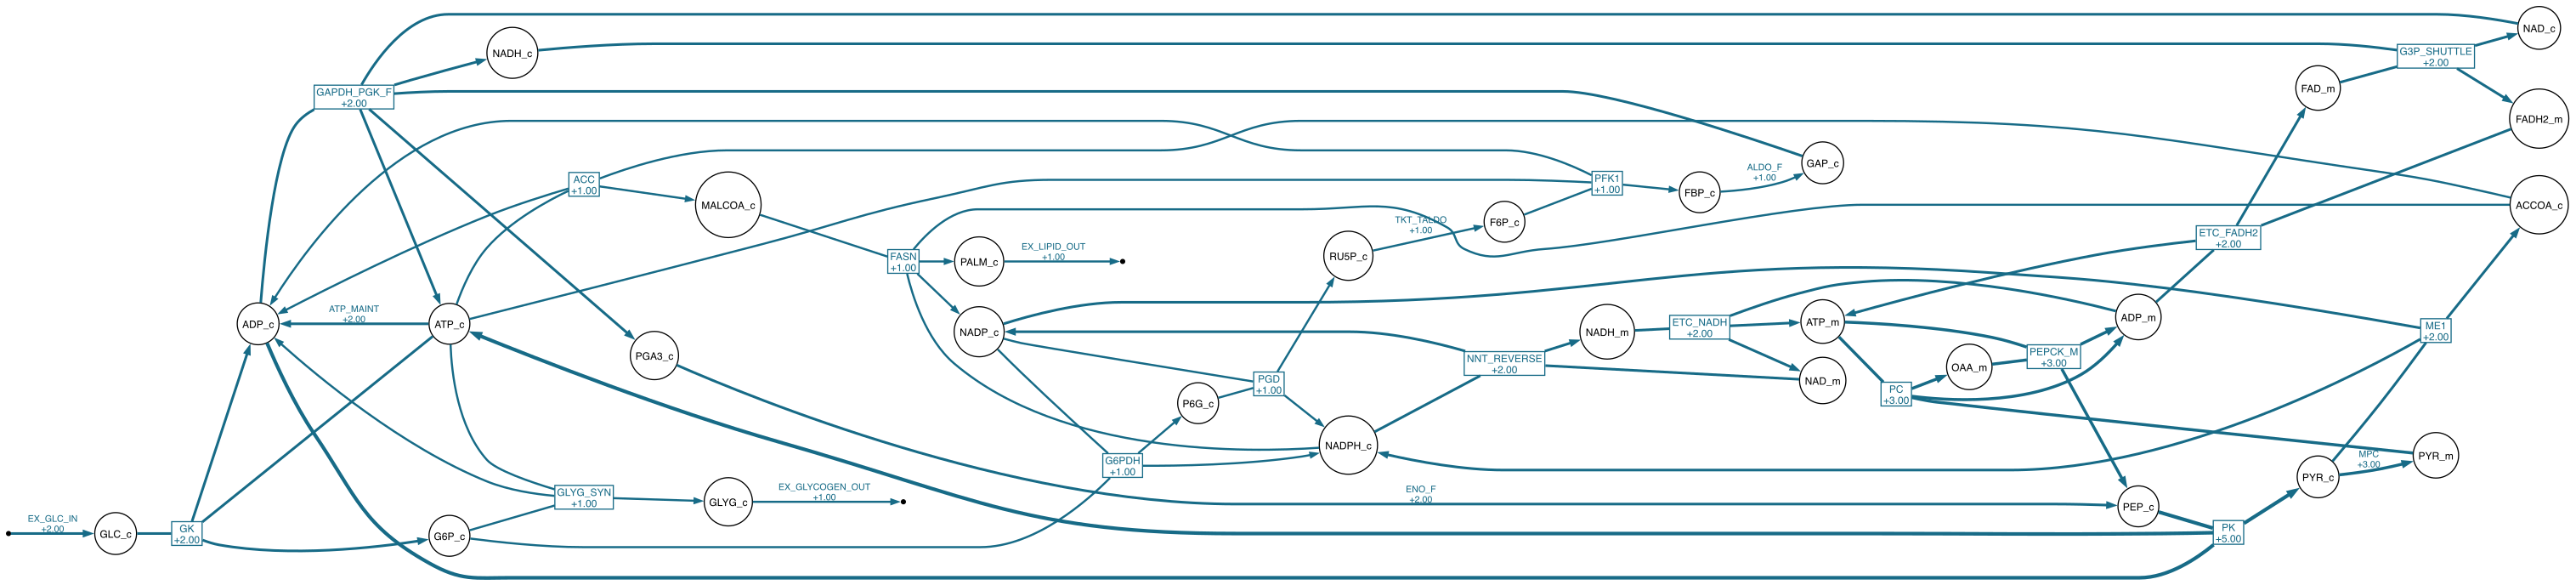 NAD_c
NADH_c
G3P_SHUTTLE
+2.00
GAPDH_PGK_F
+2.00
FAD_m
FADH2_m
GAP_c
ALDO_F
+1.00
ACC
+1.00
PFK1
+1.00
FBP_c
MALCOA_c
ACCOA_c
TKT_TALDO
+1.00
F6P_c
ETC_FADH2
+2.00
FASN
+1.00
PALM_c
EX_LIPID_OUT
+1.00
RU5P_c
ADP_c
ATP_MAINT
+2.00
ATP_c
NADP_c
NADH_m
ETC_NADH
+2.00
ATP_m
ADP_m
ME1
+2.00
PGA3_c
NNT_REVERSE
+2.00
PEPCK_M
+3.00
OAA_m
NAD_m
PGD
+1.00
PC
+3.00
P6G_c
NADPH_c
G6PDH
+1.00
MPC
+3.00
PYR_m
PYR_c
GLYG_SYN
+1.00
GLYG_c
EX_GLYCOGEN_OUT
+1.00
ENO_F
+2.00
PEP_c
EX_GLC_IN
+2.00
GLC_c
GK
+2.00
G6P_c
PK
+5.00